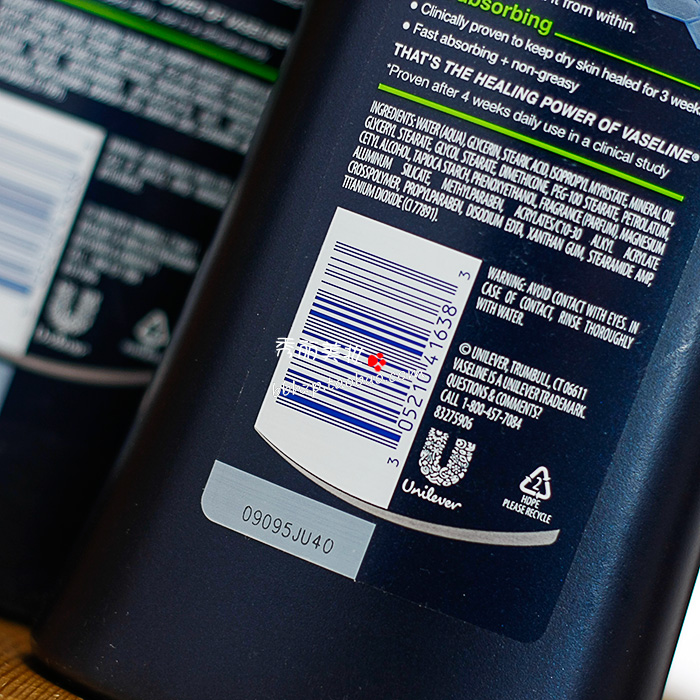 it from within.
absorbing
• Clinically proven to keep dry skin healed for 3 wee
• Fast absorbing + non-greasy
THAT'S THE HEALING POWER OF VASELINE®
*Proven after 4 weeks daily use in a clinical study
INGREDIENTS: WATER (AQUA), GLYCERIN, STEARIC ACID, ISOPROPYL MYRISTATE, MINERAL OIL,
GLYCERYL STEARATE, GLYCOL STEARATE, DIMETHICONE, PEG-100 STEARATE, PETROLATUM,
CETYL ALCOHOL, TAPIOCA STARCH, PHENOXYETHANOL, FRAGRANCE (PARFUM), MAGNESIUM
ALUMINUM SILICATE, METHYLPARABEN, ACRYLATES/C10-30 ALKYL ACRYLATE
CROSSPOLYMER, PROPYLPARABEN, DISODIUM EDTA, XANTHAN GUM, STEARAMIDE AMP,
TITANIUM DIOXIDE (CI 77891).
WARNING: AVOID CONTACT WITH EYES. IN
CASE OF CONTACT, RINSE THOROUGHLY
WITH WATER.
3 05210 41638 3
© UNILEVER, TRUMBULL, CT 06611
VASELINE IS A UNILEVER TRADEMARK.
QUESTIONS & COMMENTS?
CALL 1-800-457-7084
83275906
Unilever
2
HDPE
PLEASE RECYCLE
09095JU40